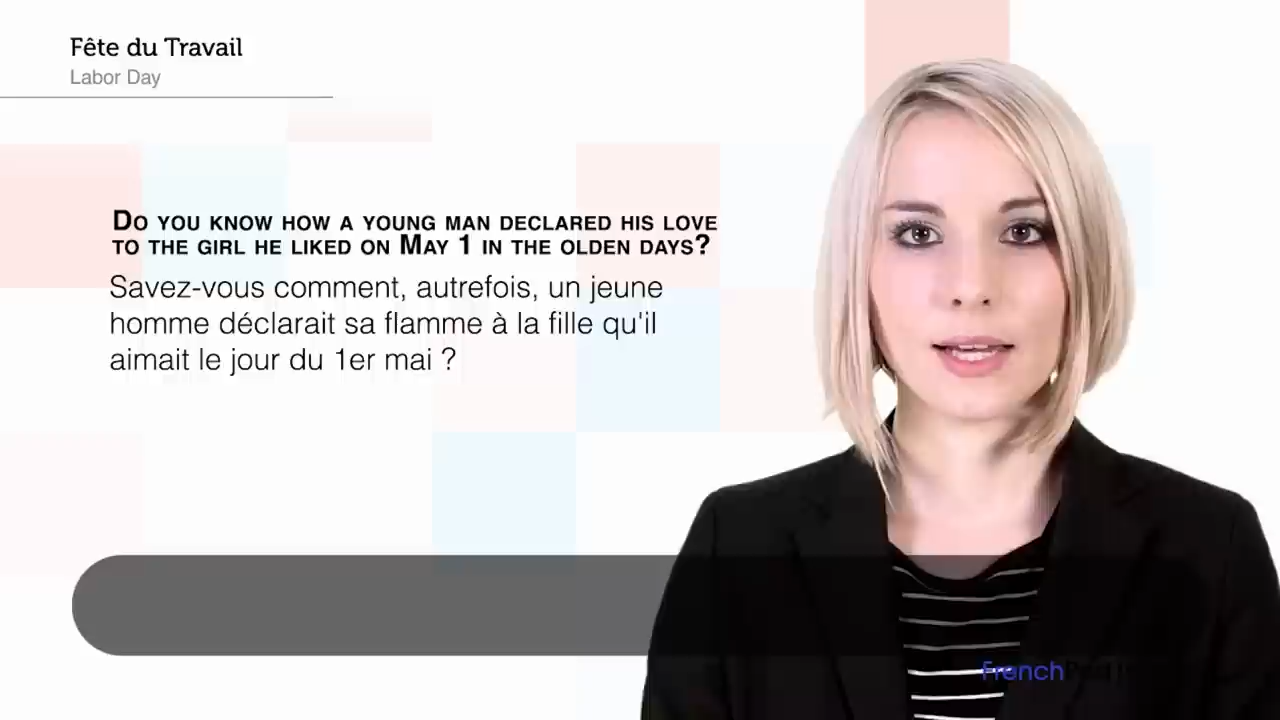 Fête du Travail
Labor Day
Do you know how a young man declared his love
to the girl he liked on May 1 in the olden days?
Savez-vous comment, autrefois, un jeune
homme déclarait sa flamme à la fille qu'il
aimait le jour du 1er mai ?
French